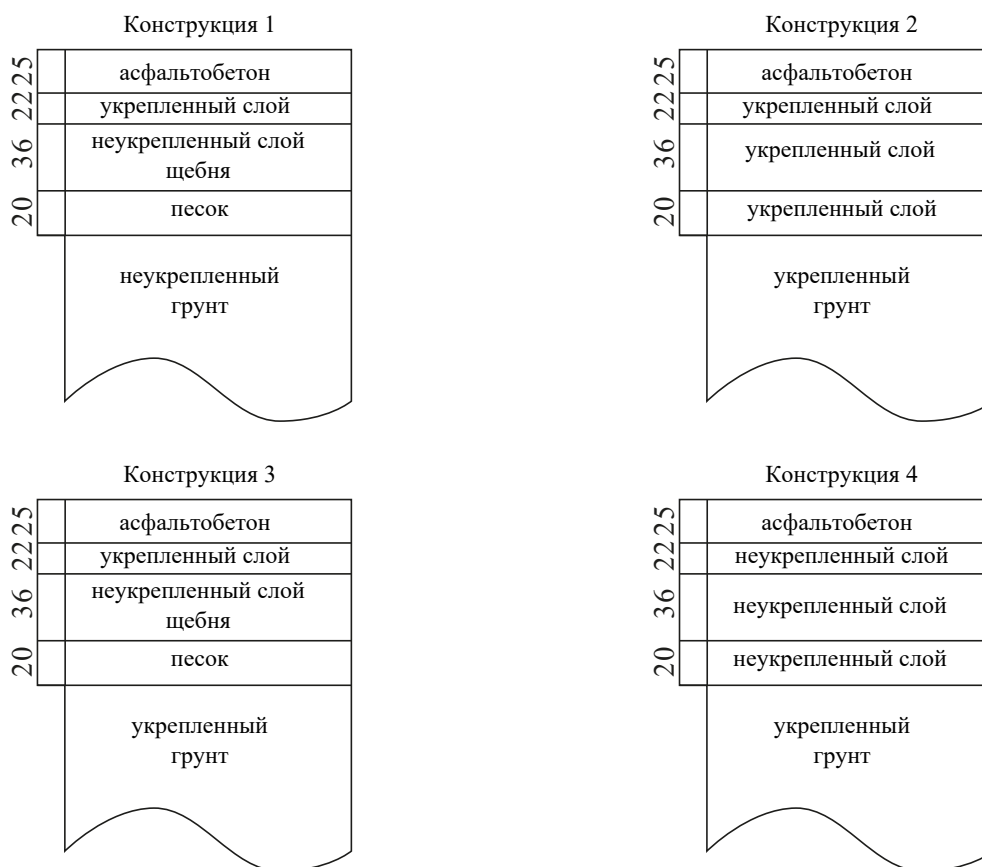 Конструкция 1
25
асфальтобетон
22
укрепленный слой
36
неукрепленный слой
щебня
20
песок
неукрепленный
грунт
Конструкция 2
25
асфальтобетон
22
укрепленный слой
36
укрепленный слой
20
укрепленный слой
укрепленный
грунт
Конструкция 3
25
асфальтобетон
22
укрепленный слой
36
неукрепленный слой
щебня
20
песок
укрепленный
грунт
Конструкция 4
25
асфальтобетон
22
неукрепленный слой
36
неукрепленный слой
20
неукрепленный слой
укрепленный
грунт